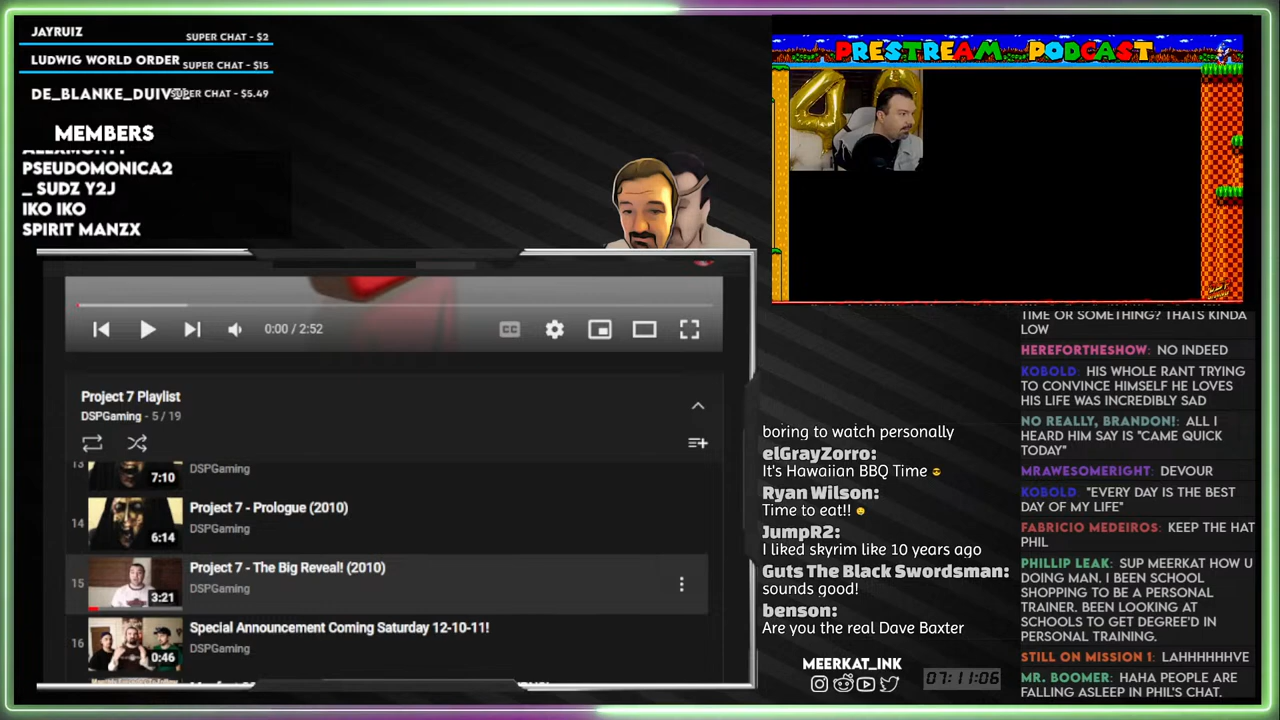 JAYRUIZ
SUPER CHAT - $2
LUDWIG WORLD ORDER
SUPER CHAT - $15
SUPER CHAT - $5.49
MEMBERS
PSEUDOMONICA2
_ SUDZ Y2J
IKO IKO
SPIRIT MANZX
PRESTREAM PODCAST
0:00 / 2:52
CC
Project 7 Playlist
DSPGaming - 5 / 19
13
7:10
DSPGaming
14
6:14
Project 7 - Prologue (2010)
DSPGaming
15
3:21
Project 7 - The Big Reveal! (2010)
DSPGaming
16
0:46
Special Announcement Coming Saturday 12-10-11!
DSPGaming
boring to watch personally
elGrayZorro:
It's Hawaiian BBQ Time
Ryan Wilson:
Time to eat!!
JumpR2:
I liked skyrim like 10 years ago
Guts The Black Swordsman:
sounds good!
benson:
Are you the real Dave Baxter
MEERKAT_INK
07:11:06
TIME OR SOMETHING? THATS KINDA
LOW
HEREFORTHESHOW: NO INDEED
KOBOLD: HIS WHOLE RANT TRYING
TO CONVINCE HIMSELF HE LOVES
HIS LIFE WAS INCREDIBLY SAD
NO REALLY, BRANDON!: ALL I
HEARD HIM SAY IS "CAME QUICK
TODAY"
MRAWESOMERIGHT: DEVOUR
KOBOLD: "EVERY DAY IS THE BEST
DAY OF MY LIFE"
FABRICIO MEDEIROS: KEEP THE HAT
PHIL
PHILLIP LEAK: SUP MEERKAT HOW U
DOING MAN. I BEEN SCHOOL
SHOPPING TO BE A PERSONAL
TRAINER. BEEN LOOKING AT
SCHOOLS TO GET DEGREE'D IN
PERSONAL TRAINING.
STILL ON MISSION 1: LAHHHHHHVE
MR. BOOMER: HAHA PEOPLE ARE
FALLING ASLEEP IN PHIL'S CHAT.